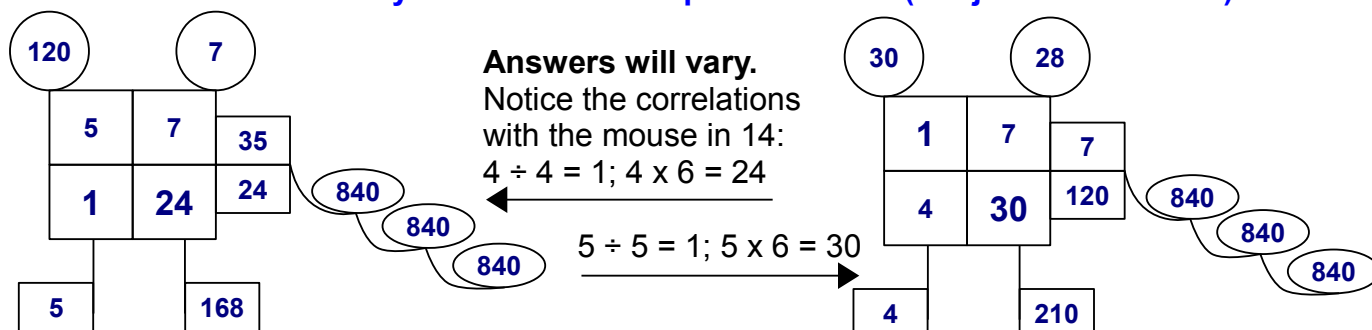 120 7
5 7 35
1 24 24
840
840
840
5 168
Answers will vary.
Notice the correlations
with the mouse in 14:
4 ÷ 4 = 1; 4 x 6 = 24
5 ÷ 5 = 1; 5 x 6 = 30
30 28
1 7 7
4 30 120
840
840
840
4 210